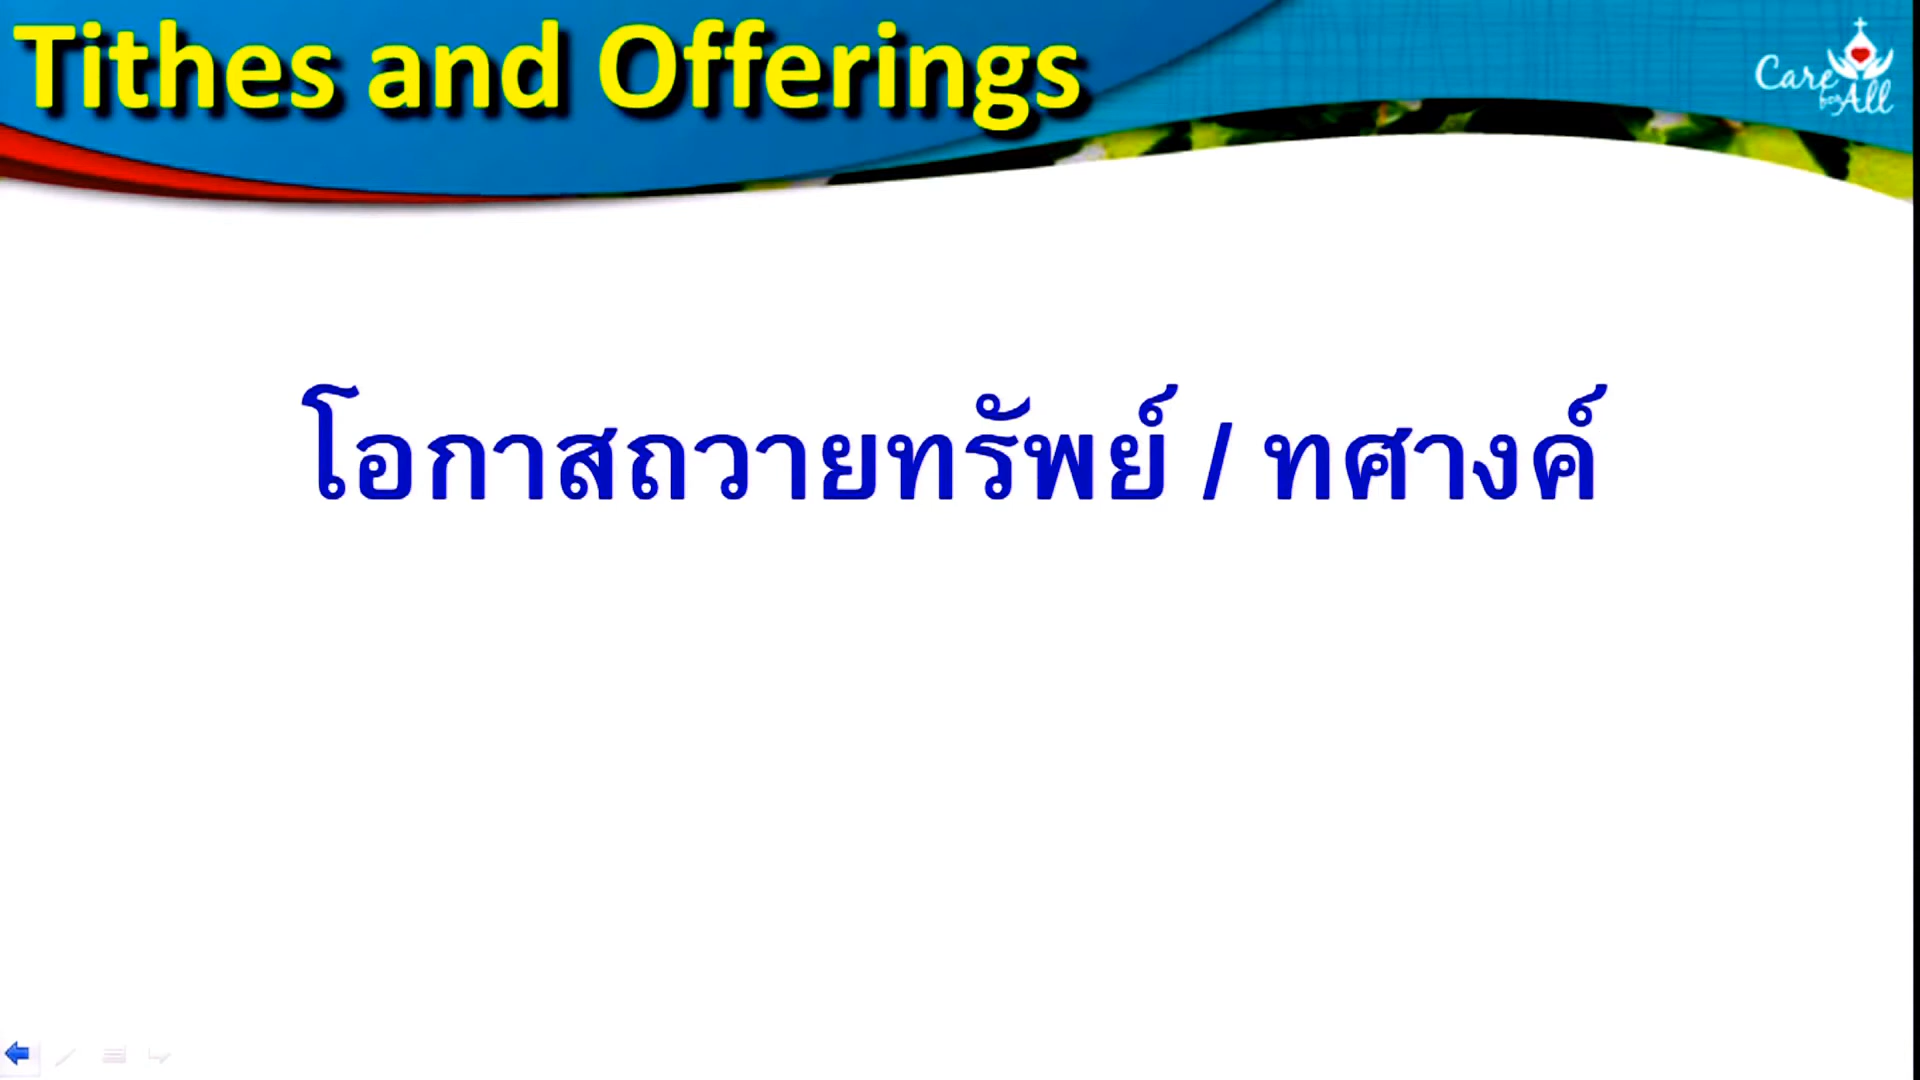 Tithes and Offerings
Care
for All
โอกาสถวายทรัพย์ / ทศางค์